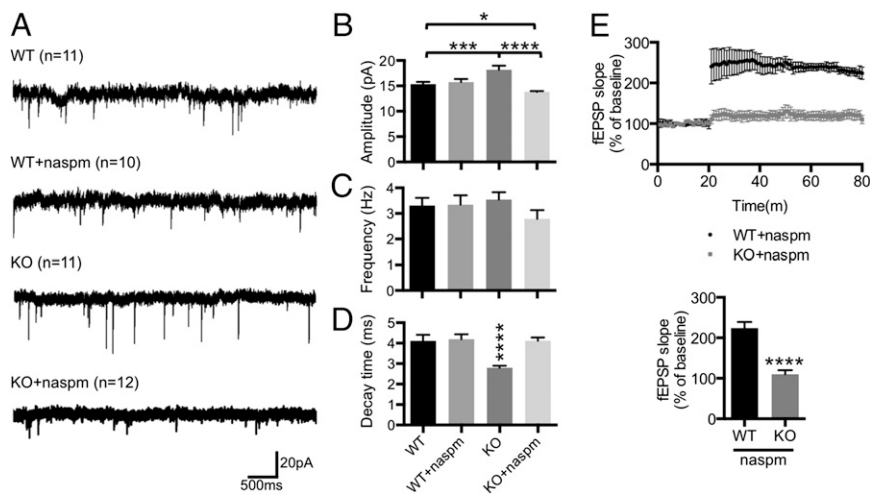 A
WT (n=11)
WT+naspm (n=10)
KO (n=11)
KO+naspm (n=12)
20pA
500ms
B
*
*** ****
Amplitude (pA)
20
15
10
5
0
C
Frequency (Hz)
5
4
3
2
1
0
D
Decay time (ms)
5
4
3
2
1
0
****
WT
WT+naspm
KO
KO+naspm
E
fEPSP slope
(% of baseline)
300
200
100
0
0 20 40 60 80
Time(m)
WT+naspm
KO+naspm
fEPSP slope
(% of baseline)
300
200
100
0
****
WT KO
naspm